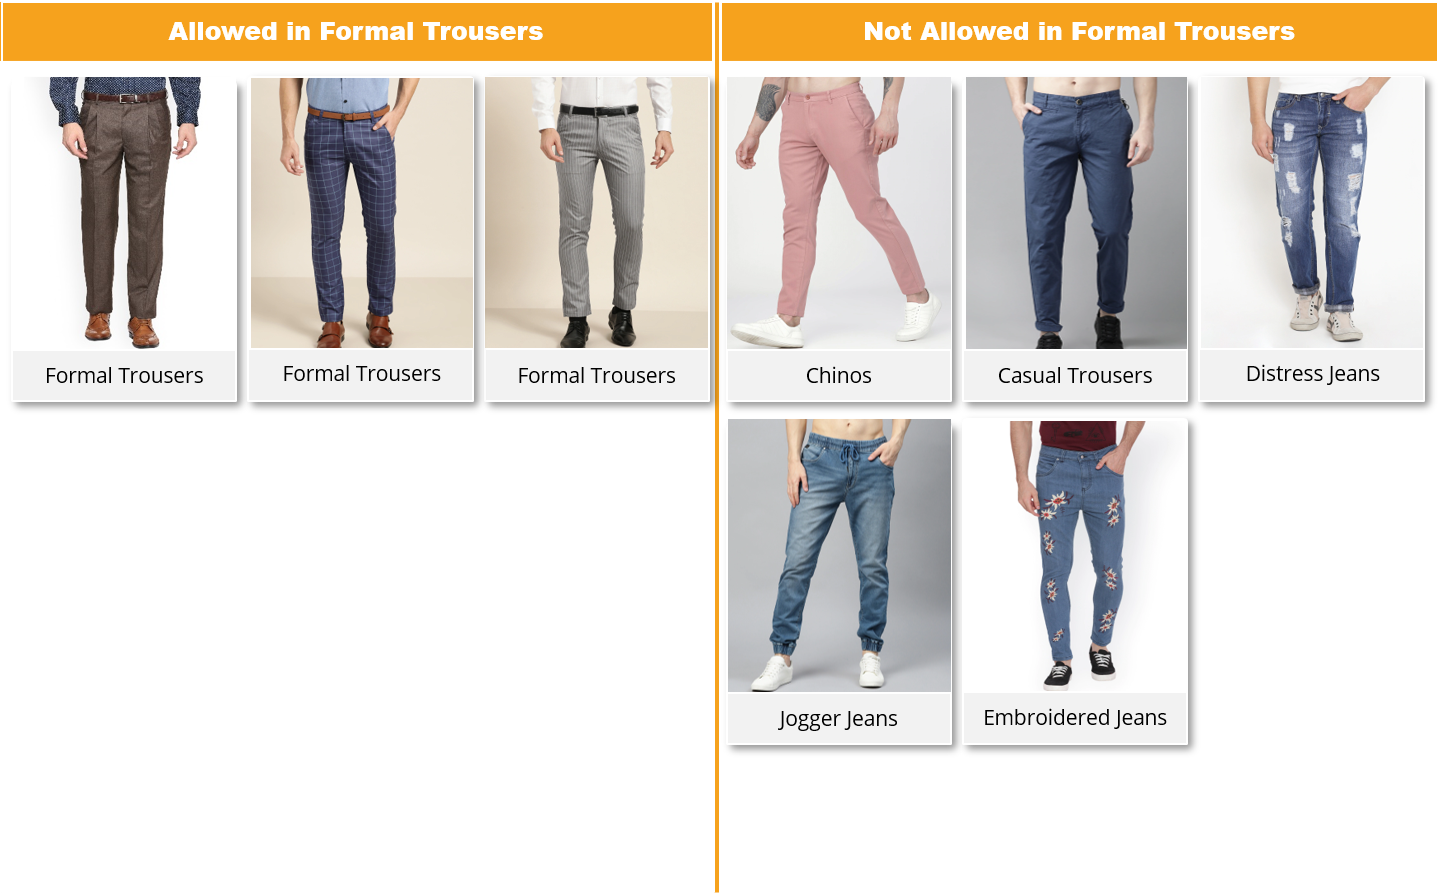 Allowed in Formal Trousers
Not Allowed in Formal Trousers
Formal Trousers
Formal Trousers
Formal Trousers
Chinos
Casual Trousers
Distress Jeans
Jogger Jeans
Embroidered Jeans